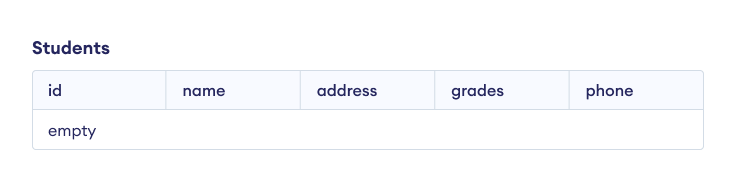 Students
id name address grades phone
empty